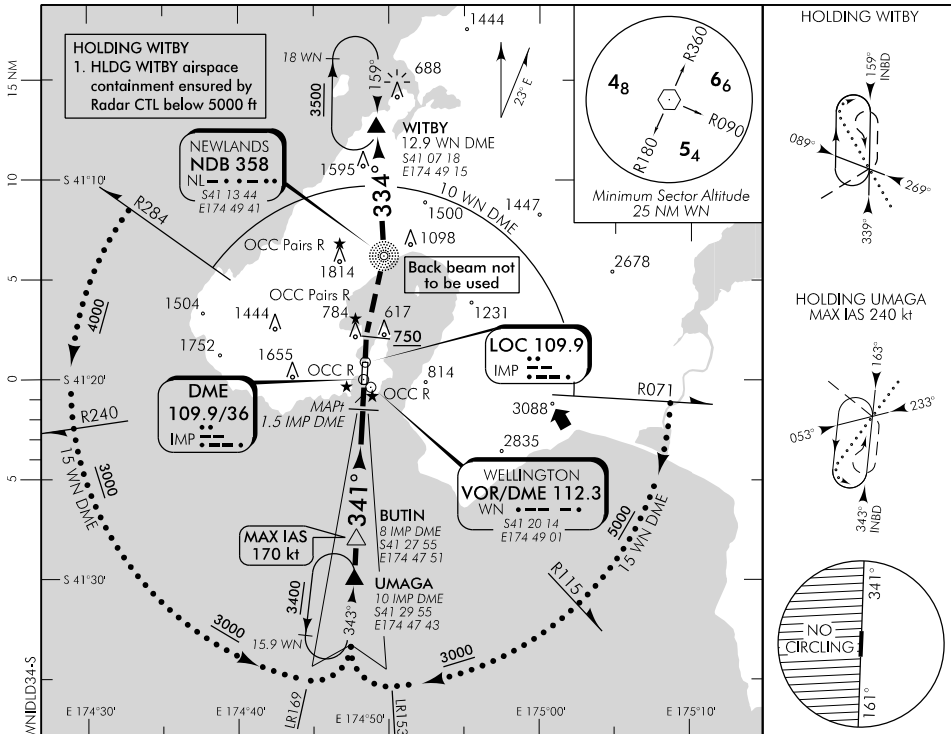 HOLDING WITBY
1. HLDG WITBY airspace
containment ensured by
Radar CTL below 5000 ft
18 WN
159°
3500
688
1444
23° E
R360
48
66
R090
R180
54
Minimum Sector Altitude
25 NM WN
HOLDING WITBY
159°
INBD
089°
269°
339°
15 NM
WITBY
12.9 WN DME
S41 07 18
E174 49 15
NEWLANDS
NDB 358
NL
S41 13 44
E174 49 41
1595
334°
10 WN DME
1500
1447
10
S 41°10'
R284
OCC Pairs R
1814
1098
Back beam not
to be used
2678
5
4000
1504
OCC Pairs R
1444
784
617
750
1231
1752
1655
LOC 109.9
IMP
HOLDING UMAGA
MAX IAS 240 kt
163°
233°
053°
343°
INBD
0
S 41°20'
OCC R
OCC R
814
R071
DME
109.9/36
IMP
MAPt
1.5 IMP DME
3088
2835
R240
3000
15 WN DME
5
WELLINGTON
VOR/DME 112.3
WN
S41 20 14
E174 49 01
341°
MAX IAS
170 kt
BUTIN
8 IMP DME
S41 27 55
E174 47 51
5000
15 WN DME
S 41°30'
3400
343°
UMAGA
10 IMP DME
S41 29 55
E174 47 43
R115
15.9 WN
3000
3000
NO
CIRCLING
341°
161°
LR169
LR153
WNIDLD34-S
E 174°30'
E 174°40'
E 174°50'
E 175°00'
E 175°10'